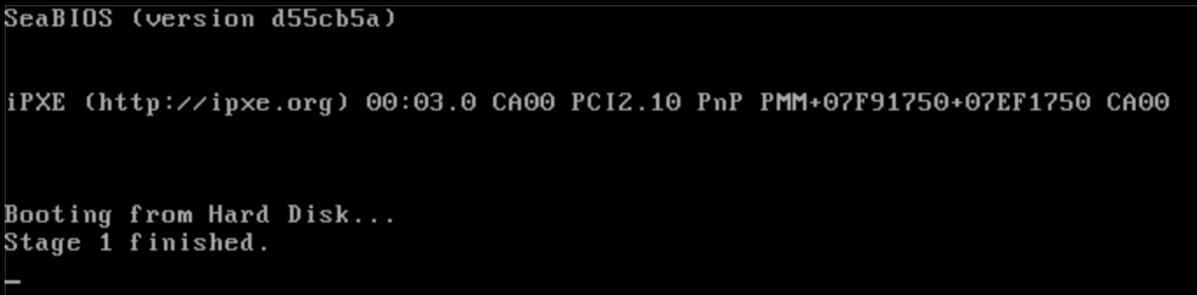 SeaBIOS (version d55cb5a)
iPXE (http://ipxe.org) 00:03.0 CA00 PCI2.10 PnP PMM+07F91750+07EF1750 CA00
Booting from Hard Disk...
Stage 1 finished.
_